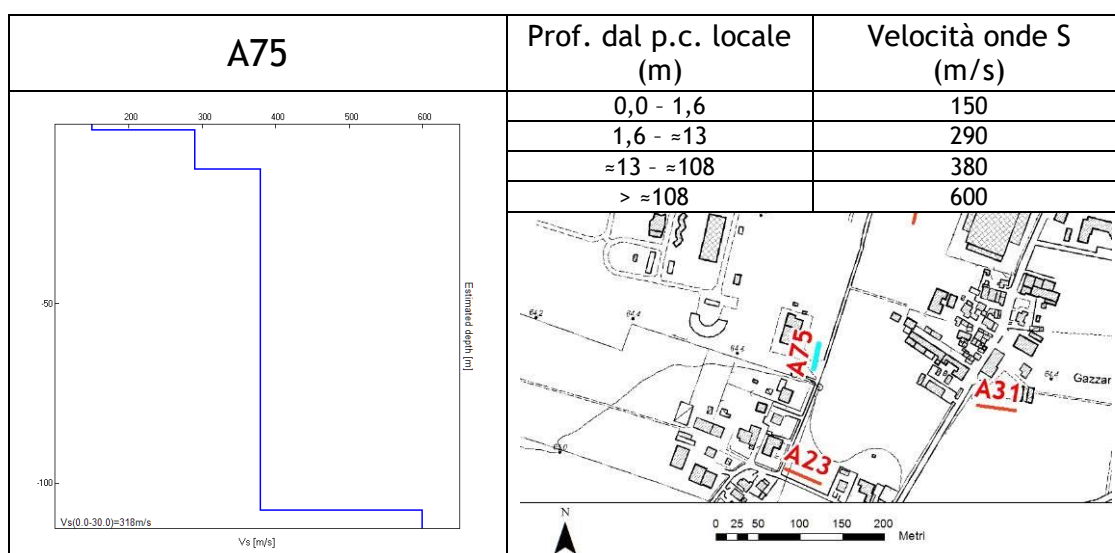 A75
Prof. dal p.c. locale
(m)
Velocità onde S
(m/s)
0,0 – 1,6
150
1,6 – ≈13
290
≈13 – ≈108
380
> ≈108
600
200
300
400
500
600
-50
-100
Estimated depth [m]
Vs(0.0-30.0)=318m/s
Vs [m/s]
64,2
64,4
64,4
A75
A31
64,4
Gazzar
A23
N
0 25 50 100 150 200
Metri